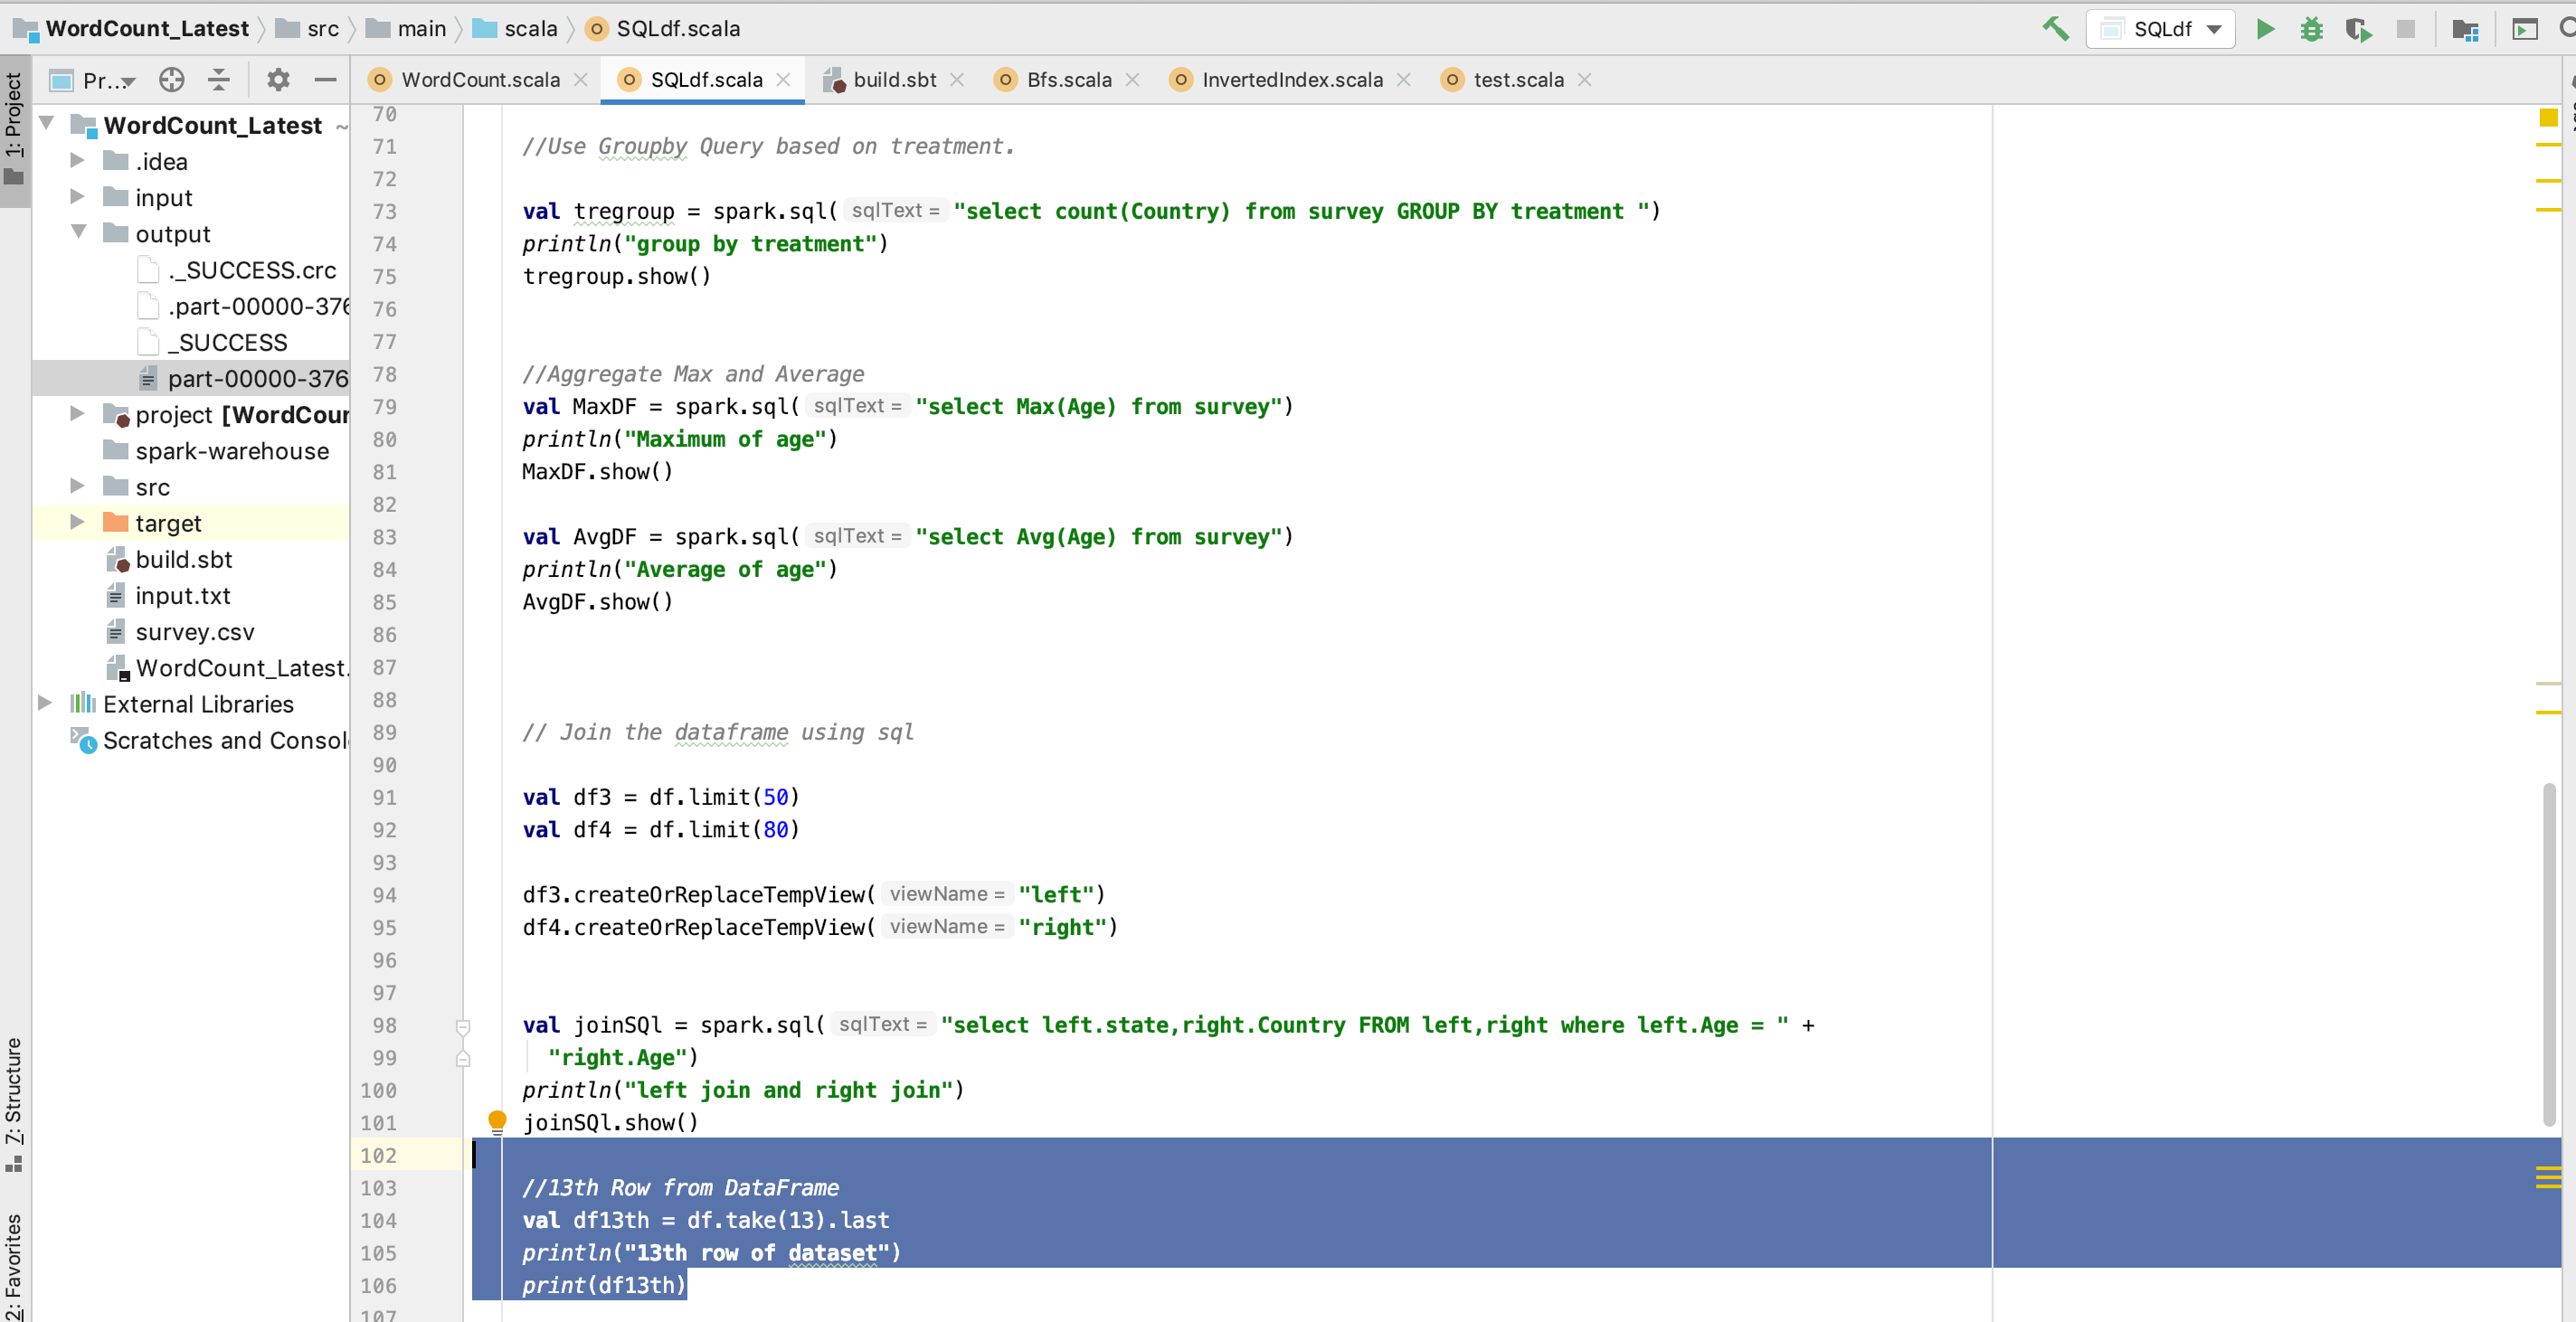 WordCount_Latest src main scala SQLdf.scala SQLdf
1: Project
Pr... WordCount.scala SQLdf.scala build.sbt Bfs.scala InvertedIndex.scala test.scala
WordCount_Latest ~
.idea
input
output
._SUCCESS.crc
.part-00000-376
_SUCCESS
part-00000-376
project [WordCour
spark-warehouse
src
target
build.sbt
input.txt
survey.csv
WordCount_Latest.
External Libraries
Scratches and Consol
7: Structure
2: Favorites
70
71 //Use Groupby Query based on treatment.
72
73 val tregroup = spark.sql( sqlText = "select count(Country) from survey GROUP BY treatment ")
74 println("group by treatment")
75 tregroup.show()
76
77
78 //Aggregate Max and Average
79 val MaxDF = spark.sql( sqlText = "select Max(Age) from survey")
80 println("Maximum of age")
81 MaxDF.show()
82
83 val AvgDF = spark.sql( sqlText = "select Avg(Age) from survey")
84 println("Average of age")
85 AvgDF.show()
86
87
88
89 // Join the dataframe using sql
90
91 val df3 = df.limit(50)
92 val df4 = df.limit(80)
93
94 df3.createOrReplaceTempView( viewName = "left")
95 df4.createOrReplaceTempView( viewName = "right")
96
97
98 val joinSQl = spark.sql( sqlText = "select left.state,right.Country FROM left,right where left.Age = " +
99 "right.Age")
100 println("left join and right join")
101 joinSQl.show()
102
103 //13th Row from DataFrame
104 val df13th = df.take(13).last
105 println("13th row of dataset")
106 print(df13th)
107